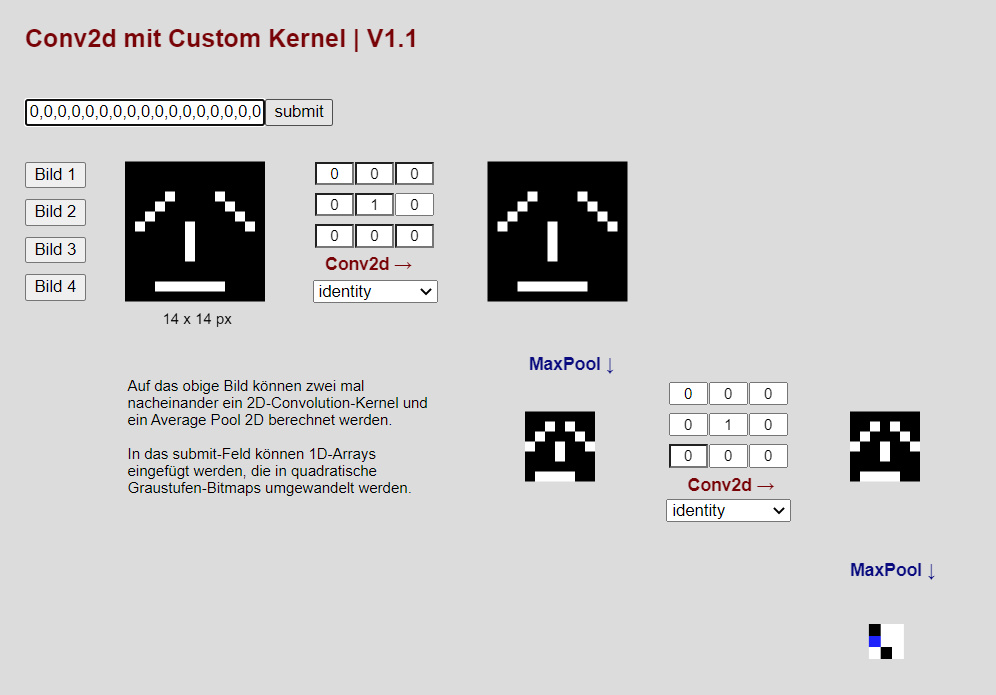 Conv2d mit Custom Kernel | V1.1
0,0,0,0,0,0,0,0,0,0,0,0,0,0,0,0,0 submit
Bild 1
Bild 2
Bild 3
Bild 4
14 x 14 px
0 0 0
0 1 0
0 0 0
Conv2d →
identity
MaxPool ↓
Auf das obige Bild können zwei mal
nacheinander ein 2D-Convolution-Kernel und
ein Average Pool 2D berechnet werden.
In das submit-Feld können 1D-Arrays
eingefügt werden, die in quadratische
Graustufen-Bitmaps umgewandelt werden.
0 0 0
0 1 0
0 0 0
Conv2d →
identity
MaxPool ↓